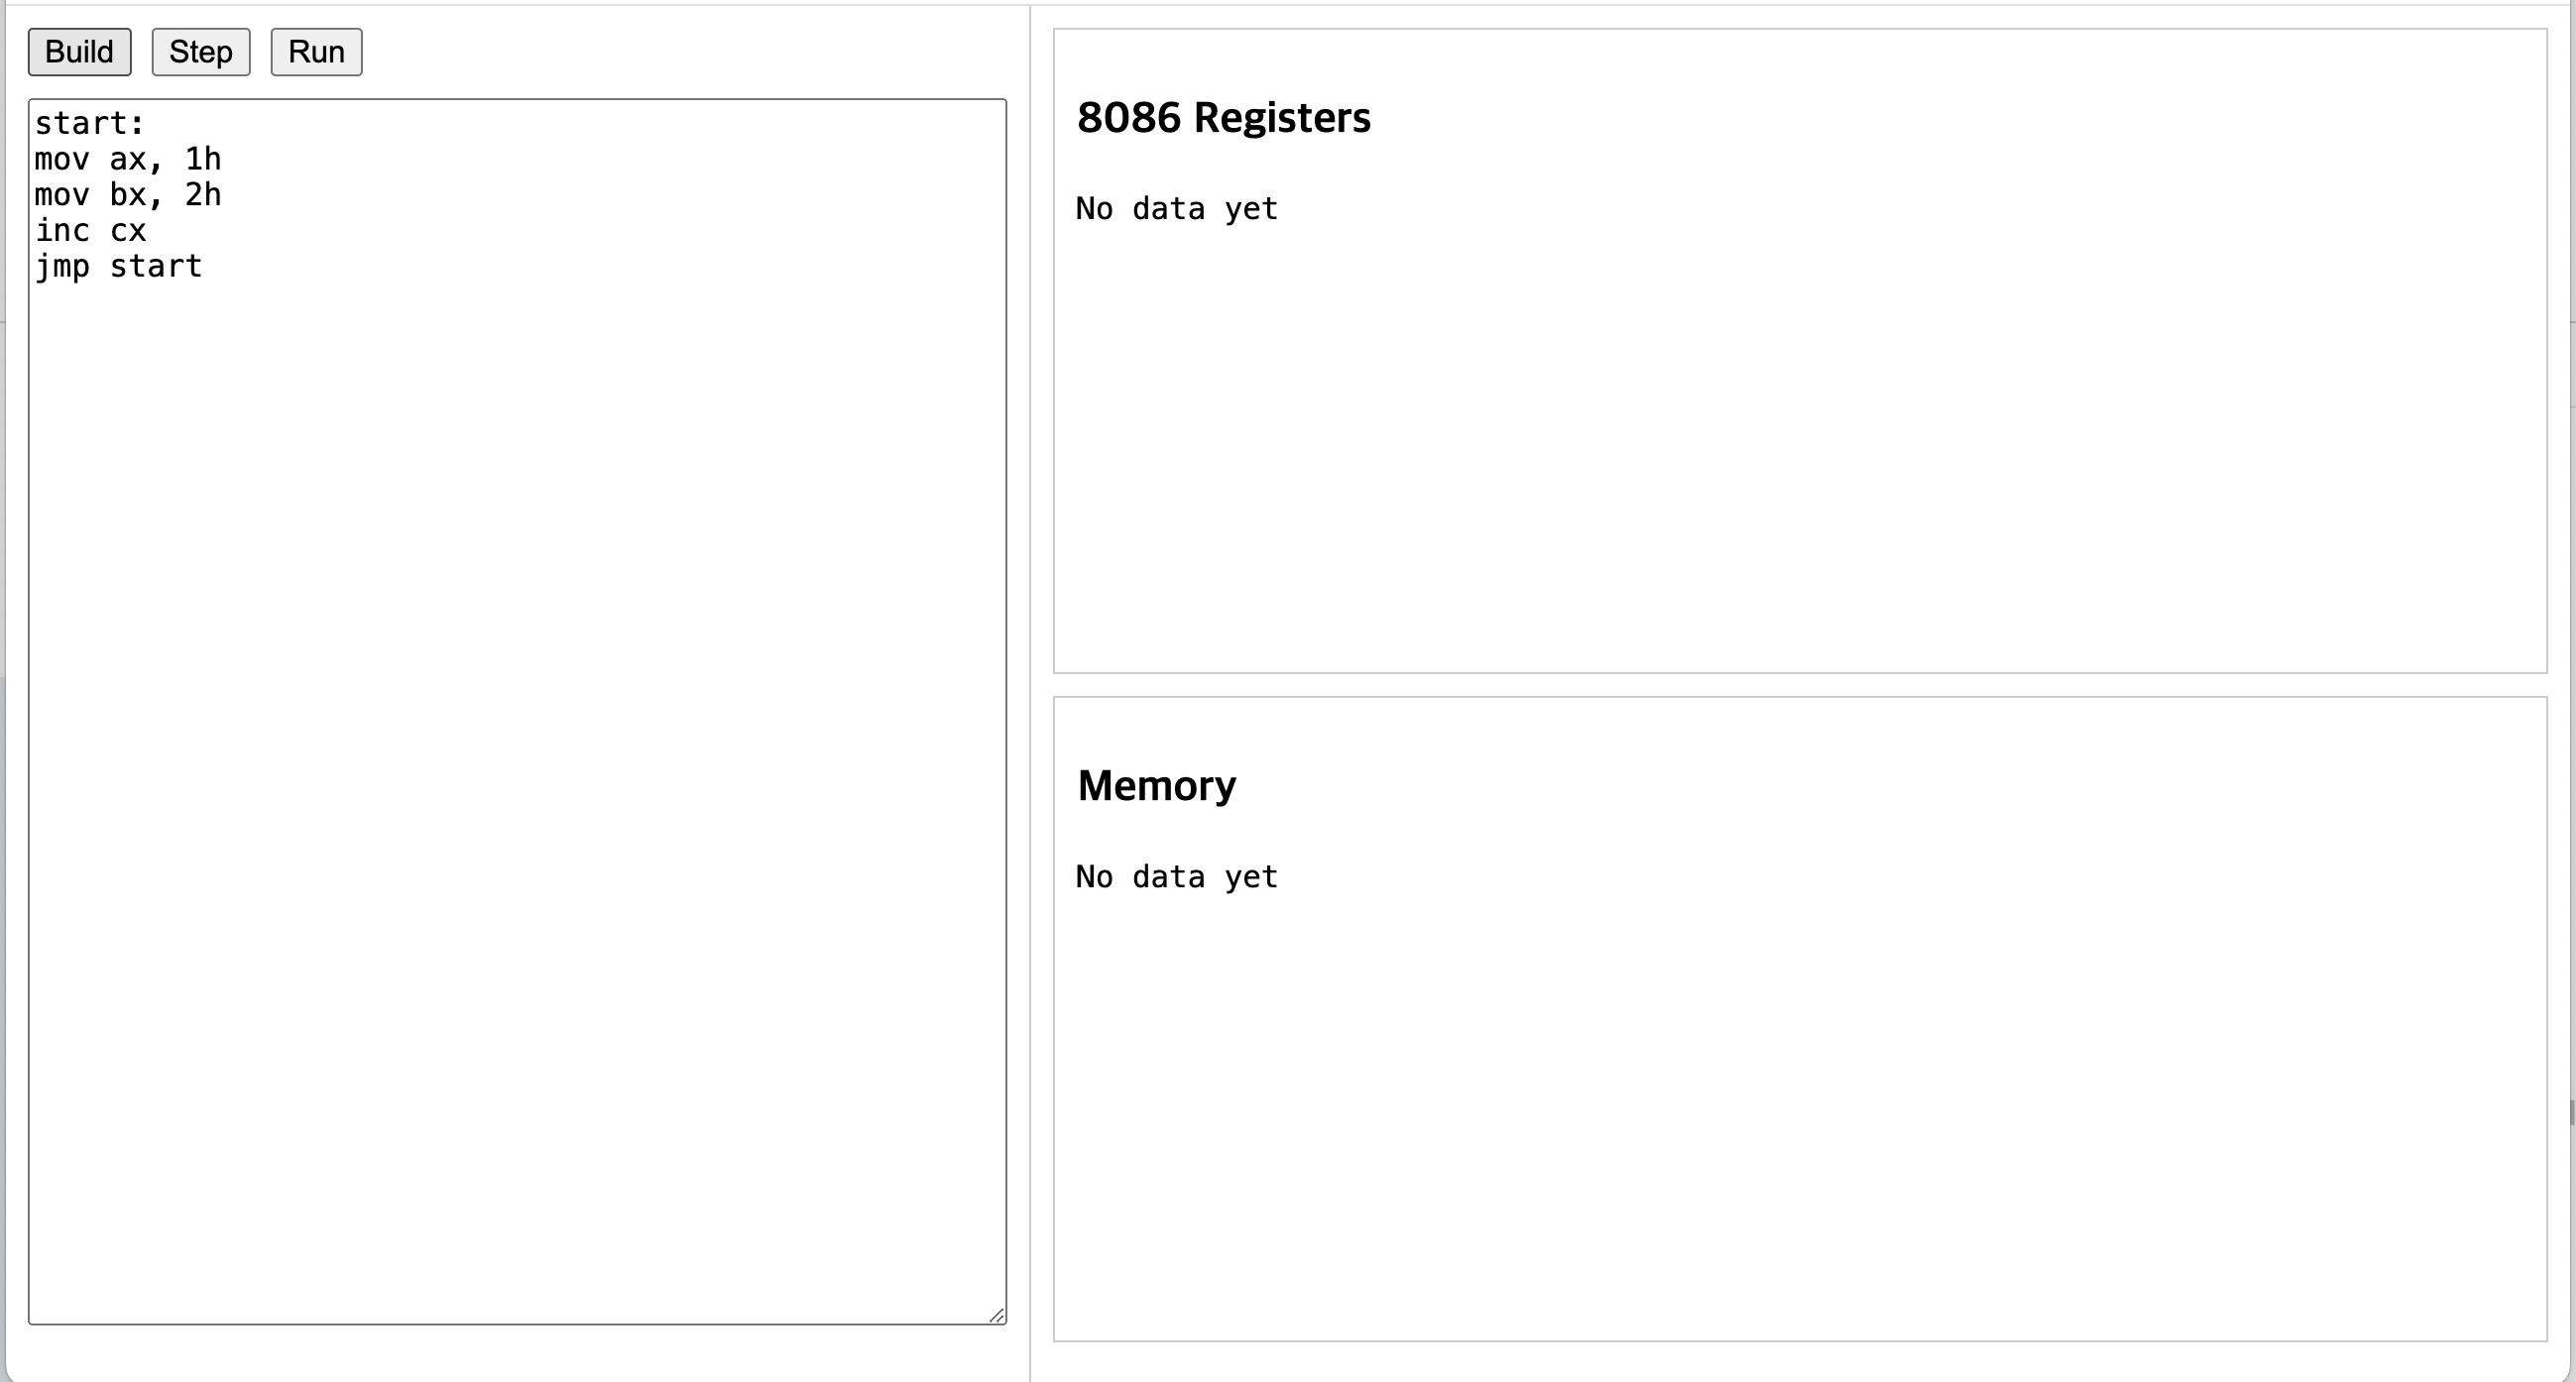 Build Step Run
start:
mov ax, 1h
mov bx, 2h
inc cx
jmp start
8086 Registers
No data yet
Memory
No data yet